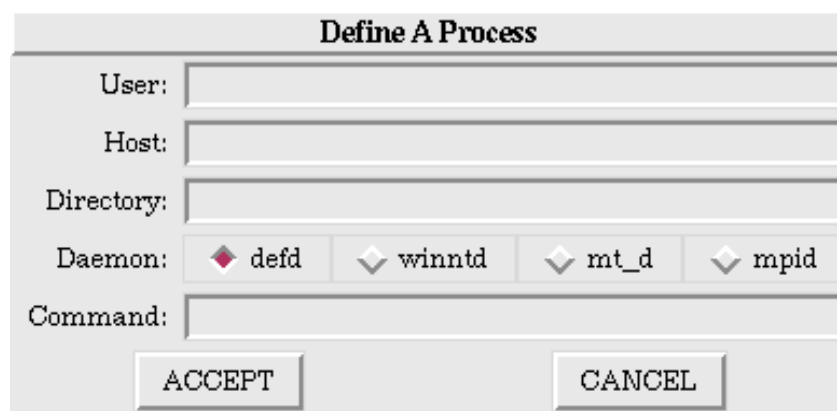 Define A Process
User:
Host:
Directory:
Daemon: defd winntd mt_d mpid
Command:
ACCEPT CANCEL